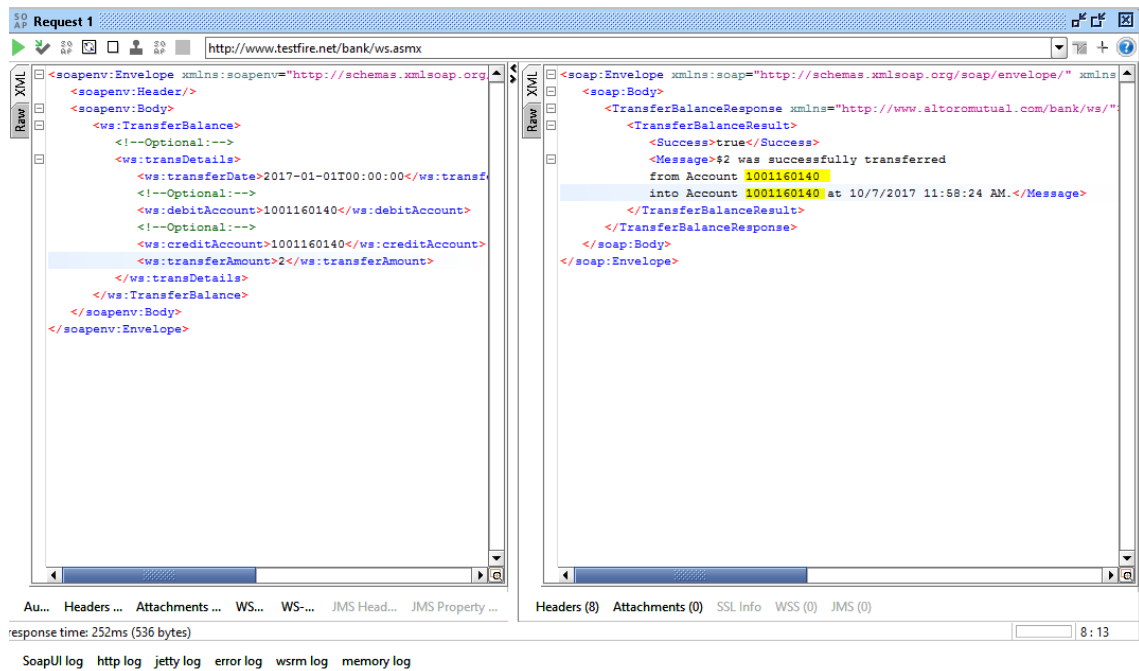 SO
AP Request 1
http://www.testfire.net/bank/ws.asmx
XML
Raw
<soapenv:Envelope xmlns:soapenv="http://schemas.xmlsoap.org
<soapenv:Header/>
<soapenv:Body>
<ws:TransferBalance>
<!--Optional:-->
<ws:transDetails>
<ws:transferDate>2017-01-01T00:00:00</ws:transf
<!--Optional:-->
<ws:debitAccount>1001160140</ws:debitAccount>
<!--Optional:-->
<ws:creditAccount>1001160140</ws:creditAccount>
<ws:transferAmount>2</ws:transferAmount>
</ws:transDetails>
</ws:TransferBalance>
</soapenv:Body>
</soapenv:Envelope>
XML
Raw
<soap:Envelope xmlns:soap="http://schemas.xmlsoap.org/soap/envelope/" xmlns
<soap:Body>
<TransferBalanceResponse xmlns="http://www.altoromutual.com/bank/ws/"
<TransferBalanceResult>
<Success>true</Success>
<Message>$2 was successfully transferred
from Account 1001160140
into Account 1001160140 at 10/7/2017 11:58:24 AM.</Message>
</TransferBalanceResult>
</TransferBalanceResponse>
</soap:Body>
</soap:Envelope>
Au... Headers ... Attachments ... WS... WS-... JMS Head... JMS Property ...
Headers (8) Attachments (0) SSL Info WSS (0) JMS (0)
response time: 252ms (536 bytes)
8 : 13
SoapUI log http log jetty log error log wsrm log memory log